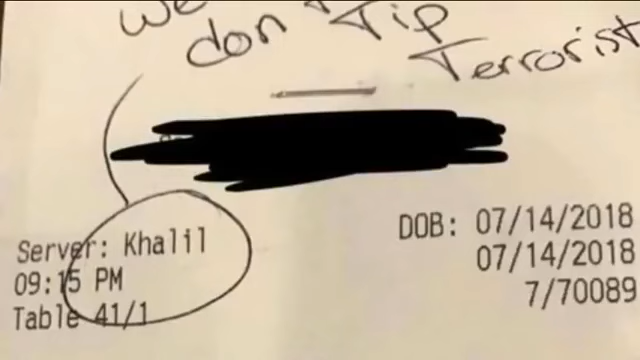 We
don Tip
Terrorist
Server: Khalil
DOB: 07/14/2018
09:15 PM
07/14/2018
Table 41/1
7/70089